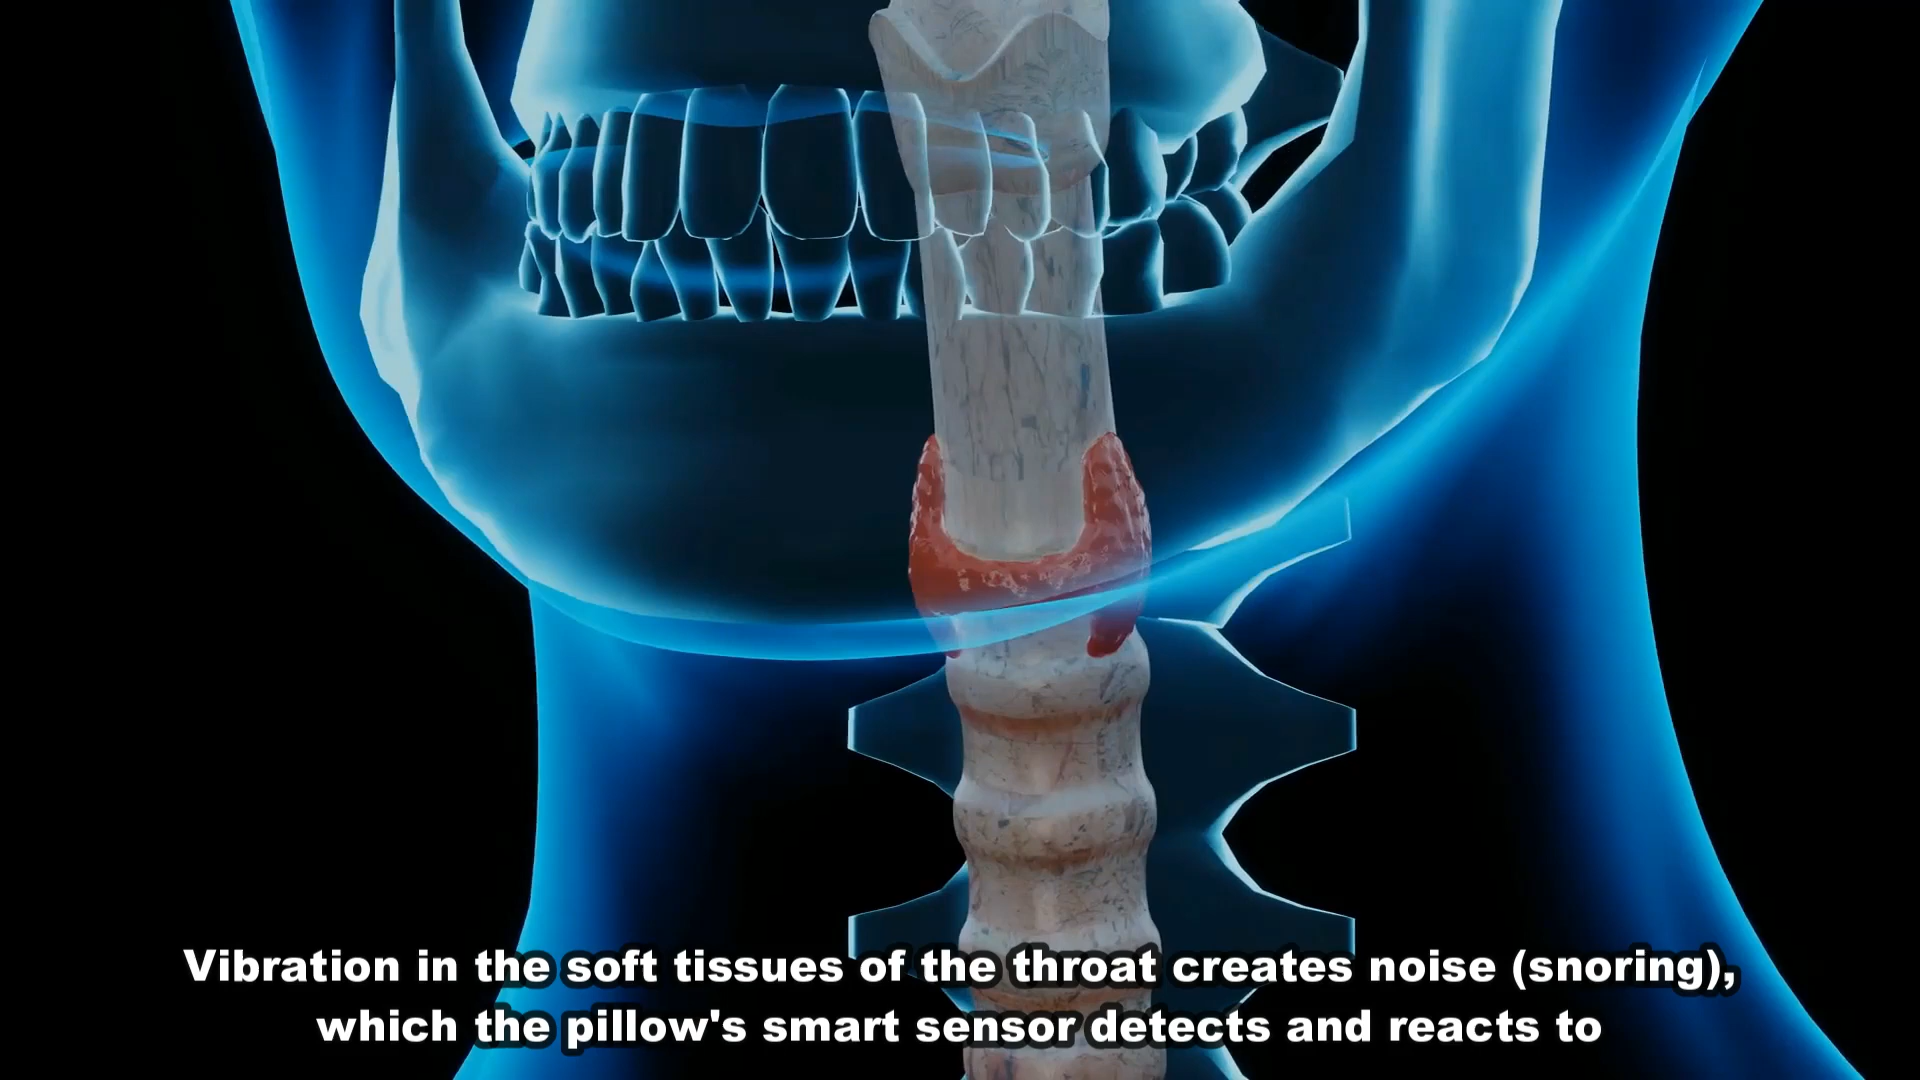 Vibration in the soft tissues of the throat creates noise (snoring),
which the pillow's smart sensor detects and reacts to